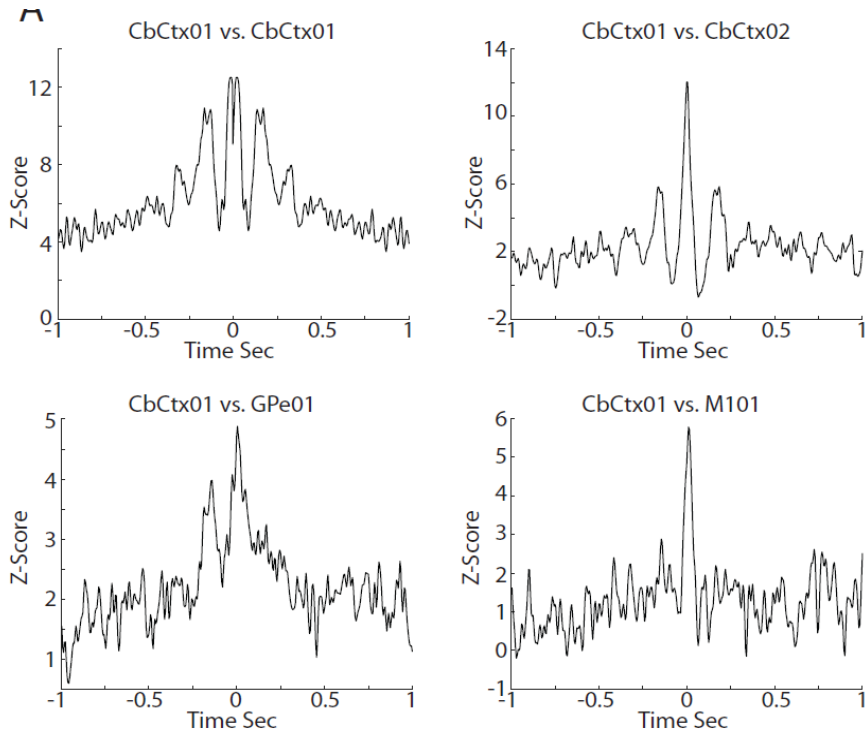 A
CbCtx01 vs. CbCtx01
Z-Score
12
8
4
0
-1 -0.5 0 0.5 1
Time Sec
CbCtx01 vs. CbCtx02
Z-Score
14
10
6
2
-2
-1 -0.5 0 0.5 1
Time Sec
CbCtx01 vs. GPe01
Z-Score
5
4
3
2
1
-1 -0.5 0 0.5 1
Time Sec
CbCtx01 vs. M101
Z-Score
6
5
4
3
2
1
0
-1
-1 -0.5 0 0.5 1
Time Sec